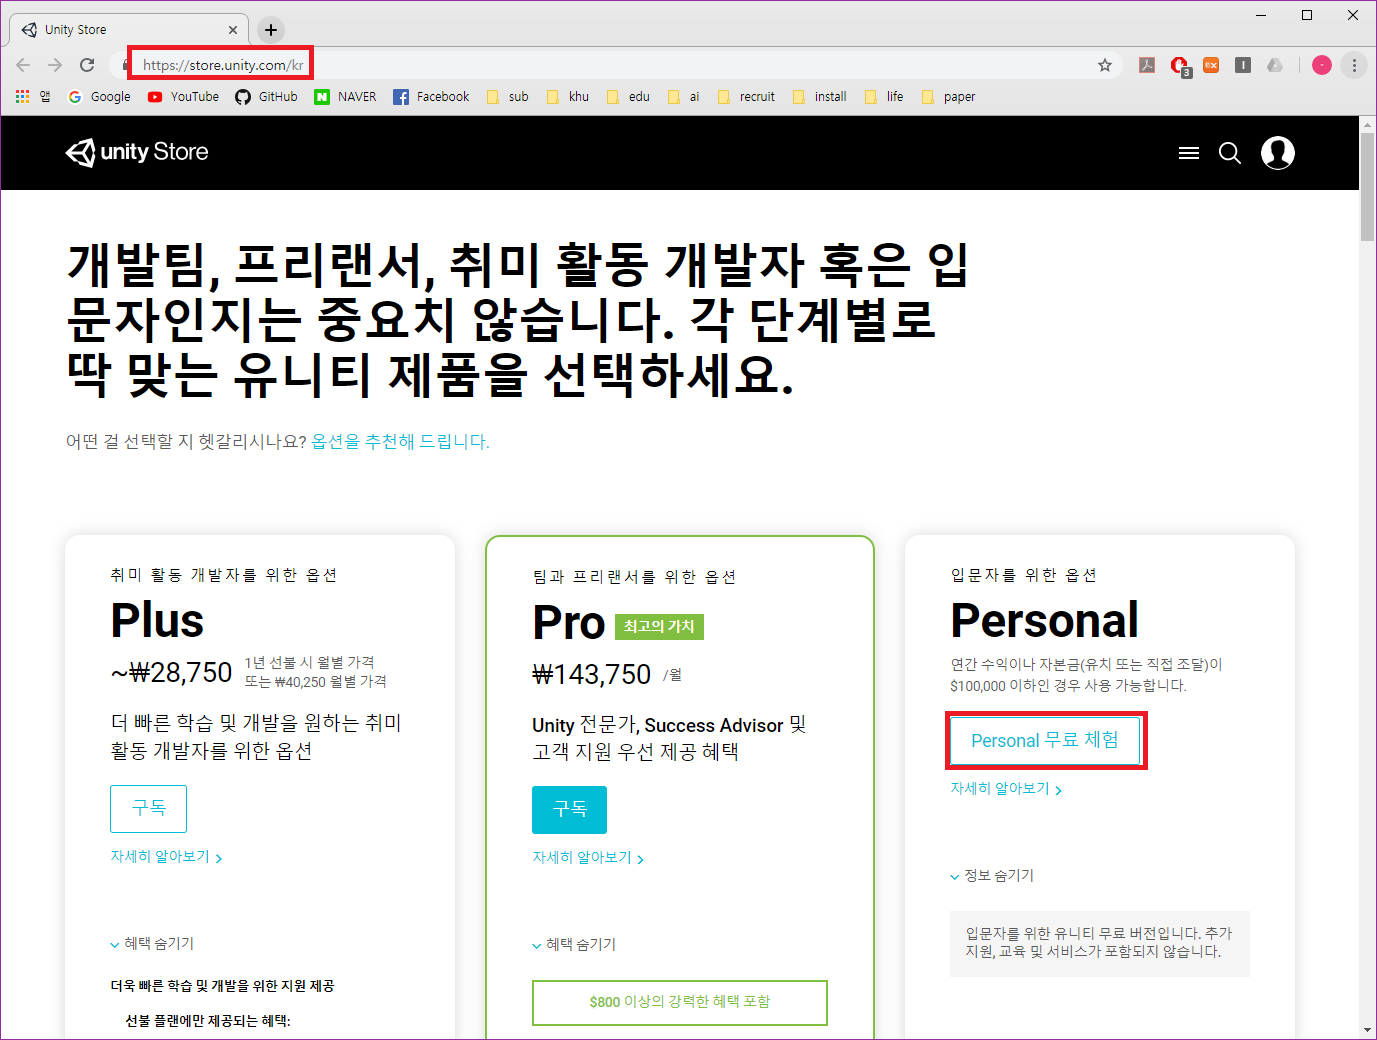 Unity Store
https://store.unity.com/kr
3
앱
Google
YouTube
GitHub
NAVER
Facebook
sub
khu
edu
ai
recruit
install
life
paper
unity Store
개발팀, 프리랜서, 취미 활동 개발자 혹은 입
문자인지는 중요치 않습니다. 각 단계별로
딱 맞는 유니티 제품을 선택하세요.
어떤 걸 선택할 지 헷갈리시나요? 옵션을 추천해 드립니다.
취미 활동 개발자를 위한 옵션
Plus
~₩28,750
1년 선불 시 월별 가격
또는 ₩40,250 월별 가격
더 빠른 학습 및 개발을 원하는 취미
활동 개발자를 위한 옵션
구독
자세히 알아보기
혜택 숨기기
더욱 빠른 학습 및 개발을 위한 지원 제공
선불 플랜에만 제공되는 혜택:
팀과 프리랜서를 위한 옵션
Pro 최고의 가치
₩143,750 /월
Unity 전문가, Success Advisor 및
고객 지원 우선 제공 혜택
구독
자세히 알아보기
혜택 숨기기
$800 이상의 강력한 혜택 포함
입문자를 위한 옵션
Personal
연간 수익이나 자본금(유치 또는 직접 조달)이
$100,000 이하인 경우 사용 가능합니다.
Personal 무료 체험
자세히 알아보기
정보 숨기기
입문자를 위한 유니티 무료 버전입니다. 추가
지원, 교육 및 서비스가 포함되지 않습니다.